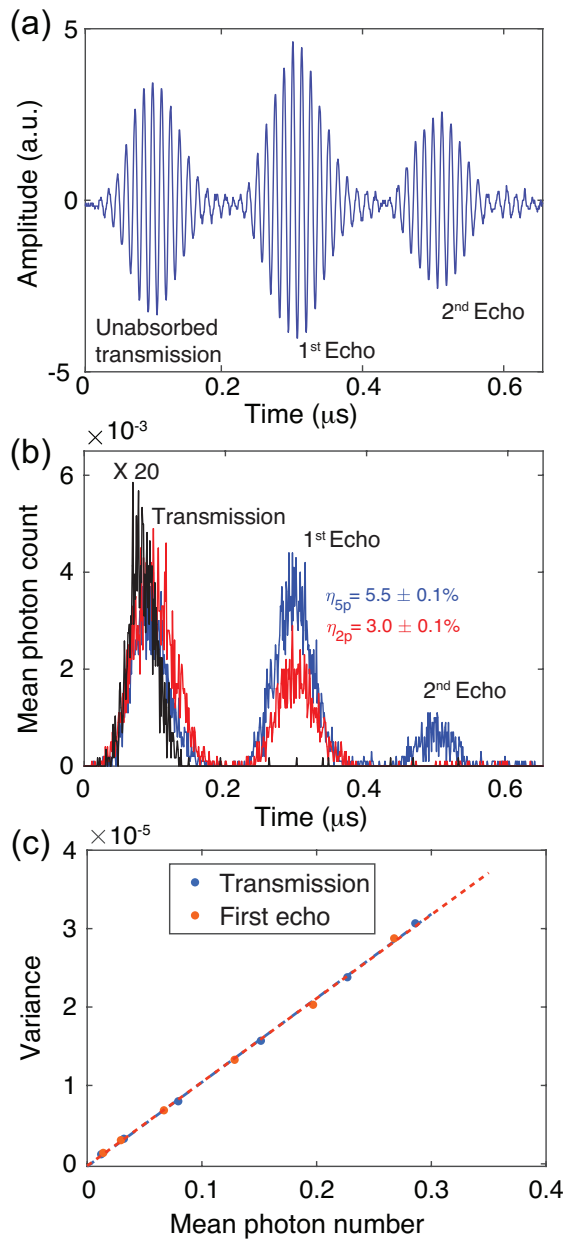 (a)
5
0
-5
Amplitude (a.u.)
Unabsorbed
transmission
1st Echo
2nd Echo
0
0.2
0.4
0.6
Time (μs)
(b)
× 10-3
X 20
Transmission
1st Echo
η5p= 5.5 ± 0.1%
η2p= 3.0 ± 0.1%
2nd Echo
6
4
2
0
Mean photon count
0
0.2
0.4
0.6
Time (μs)
(c)
×10-5
Transmission
First echo
4
3
2
1
0
Variance
0
0.1
0.2
0.3
0.4
Mean photon number